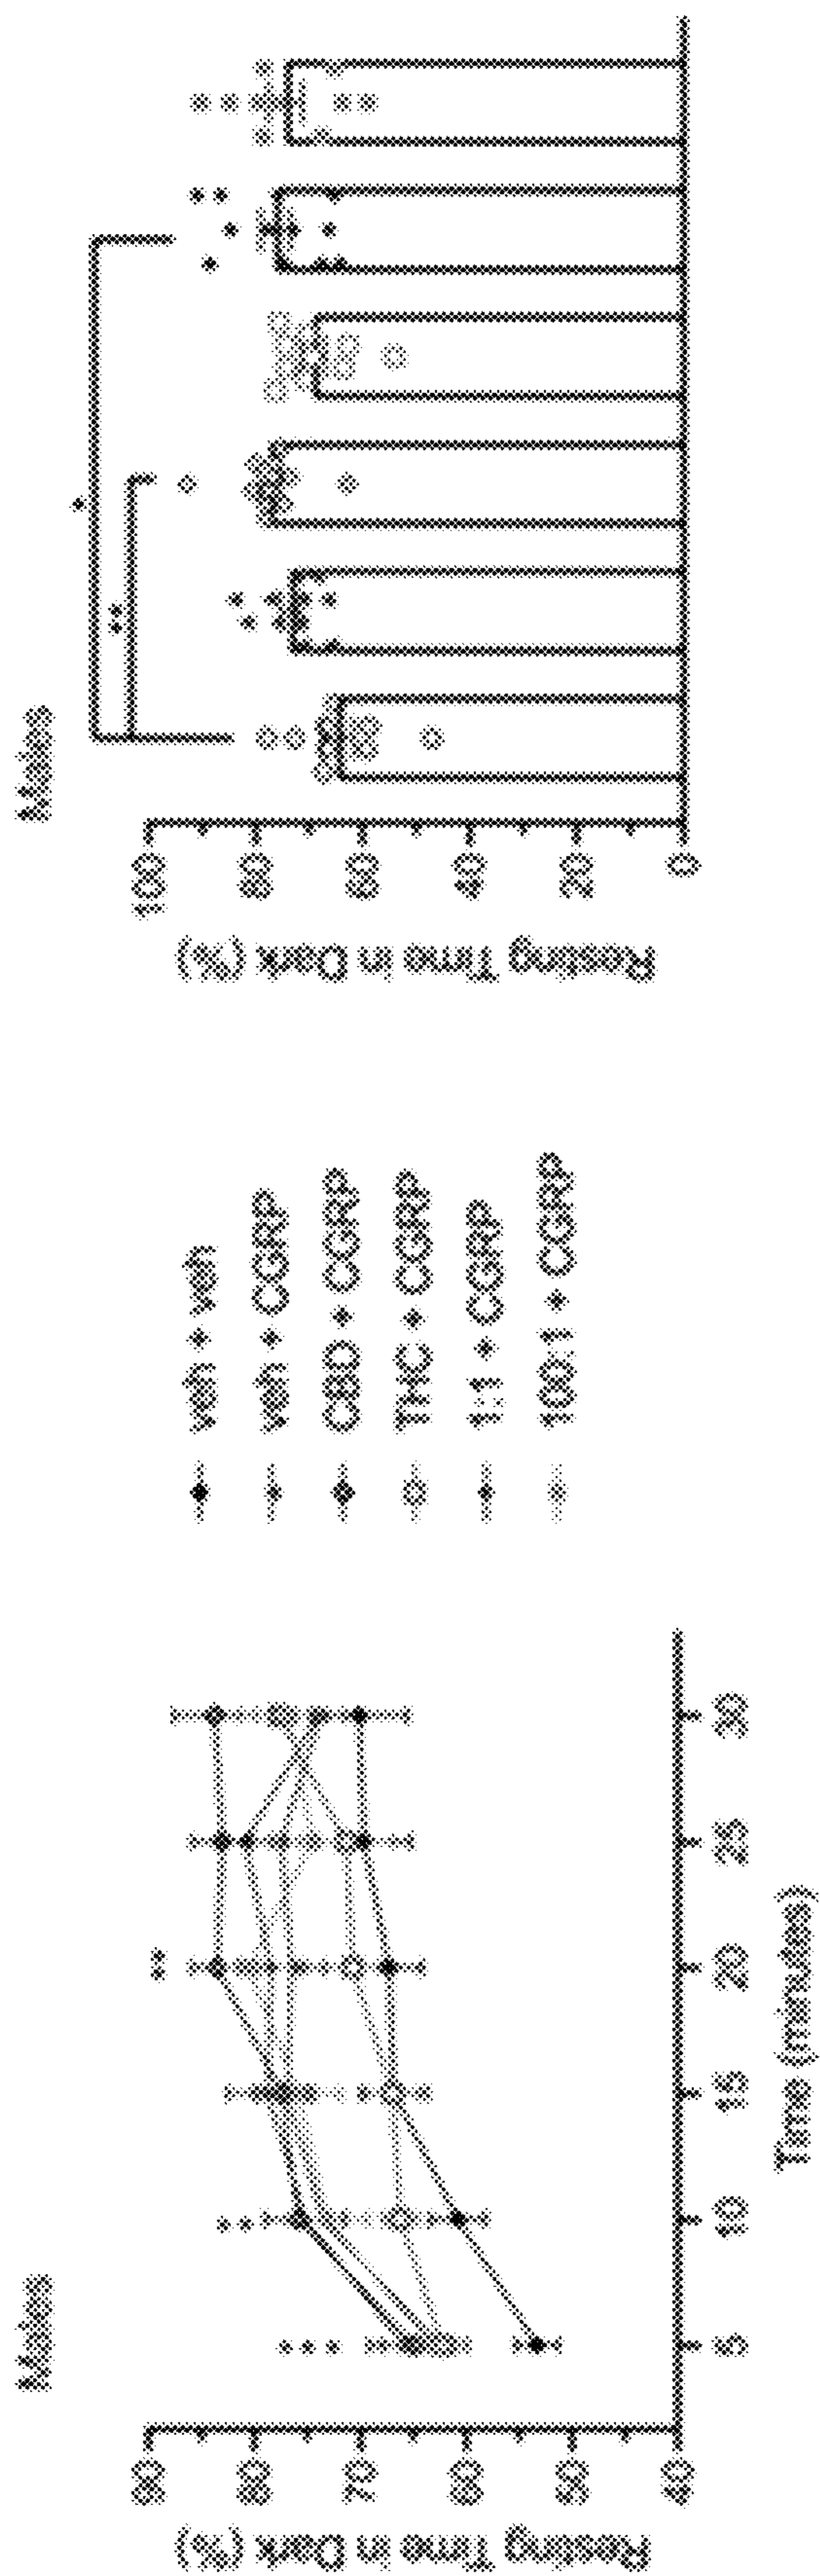 Males
Resting Time in Dark (%)
90
80
70
60
50
40
5
10
15
20
25
30
Time (minutes)
**
veh + veh
veh + CGRP
CBD + CGRP
THC + CGRP
1:1 + CGRP
100:1 + CGRP
Males
Resting Time in Dark (%)
100
80
60
40
20
0
**
*